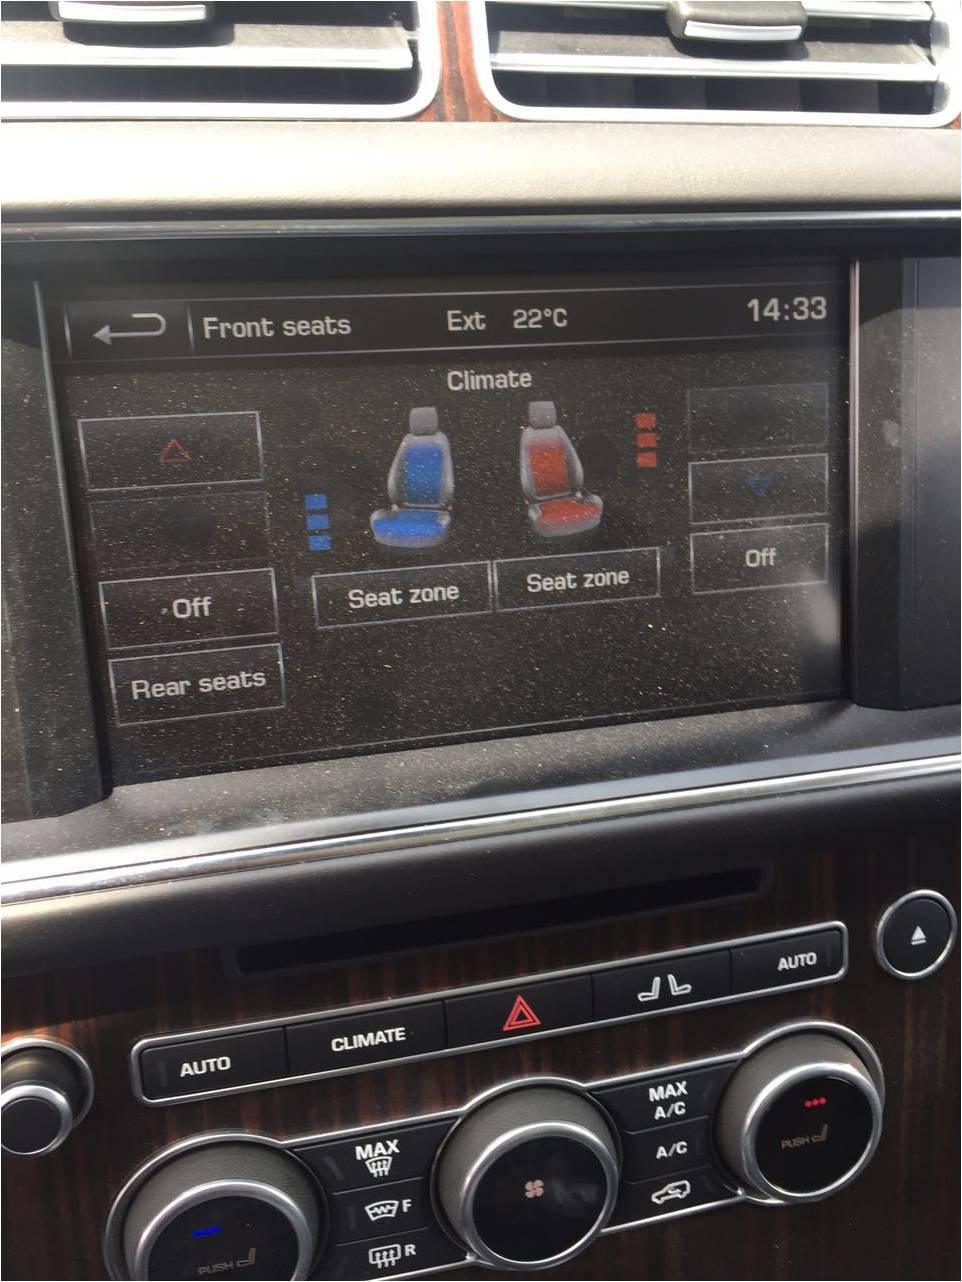 Front seats Ext 22°C 14:33
Climate
Off Seat zone Seat zone Off
Rear seats
AUTO CLIMATE AUTO
MAX
A/C
MAX
A/C
F
R
PUSH
PUSH